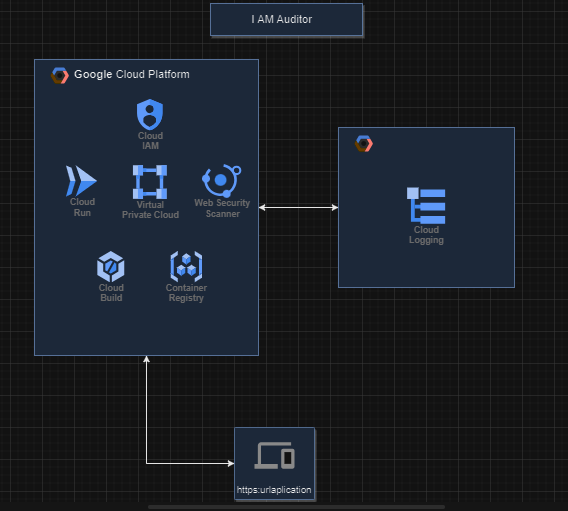 I AM Auditor
Google Cloud Platform
Cloud
IAM
Cloud
Run
Virtual
Private Cloud
Web Security
Scanner
Cloud
Build
Container
Registry
Cloud
Logging
https:urlaplication